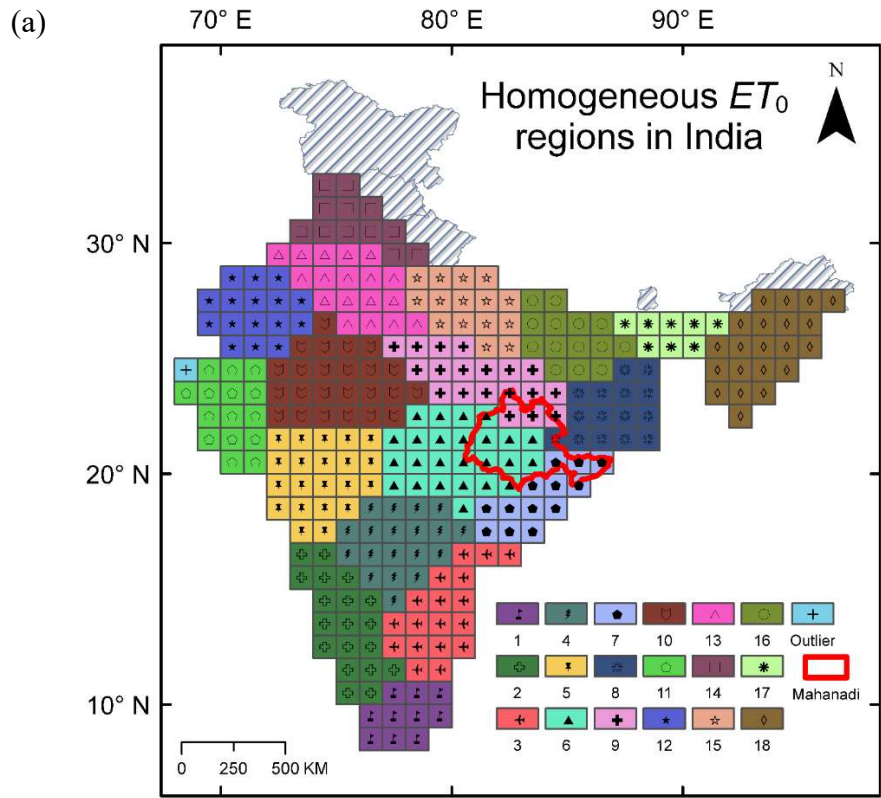 (a)
70° E 80° E 90° E
Homogeneous ET0
regions in India
N
30° N
20° N
10° N
1 4 7 10 13 16 Outlier
2 5 8 11 14 17 Mahanadi
3 6 9 12 15 18
0 250 500 KM